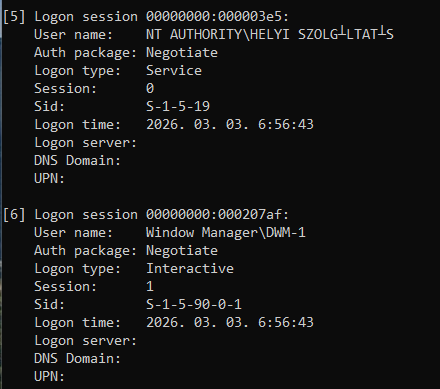 [5] Logon session 00000000:000003e5:
User name:    NT AUTHORITY\HELYI SZOLG┴LTAT┴S
Auth package: Negotiate
Logon type:   Service
Session:      0
Sid:          S-1-5-19
Logon time:   2026. 03. 03. 6:56:43
Logon server:
DNS Domain:
UPN:
[6] Logon session 00000000:000207af:
User name:    Window Manager\DWM-1
Auth package: Negotiate
Logon type:   Interactive
Session:      1
Sid:          S-1-5-90-0-1
Logon time:   2026. 03. 03. 6:56:43
Logon server:
DNS Domain:
UPN: